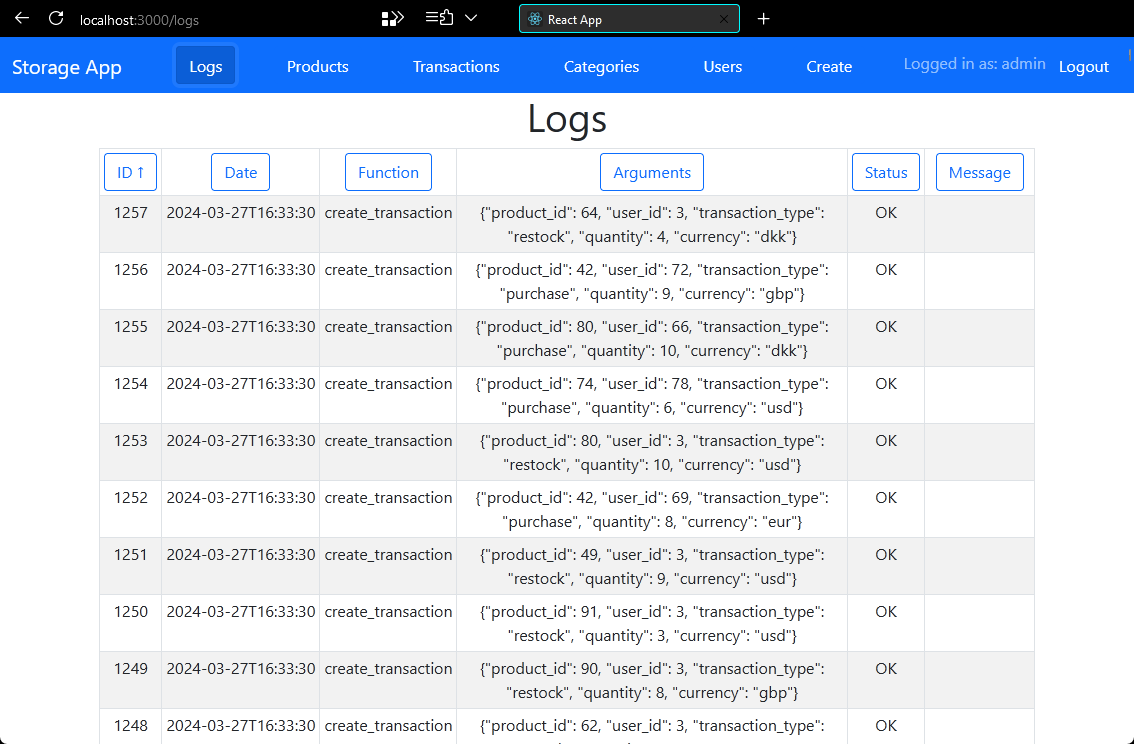 localhost:3000/logs
React App
Storage App Logs Products Transactions Categories Users Create Logged in as: admin Logout
Logs
ID ↑ Date Function Arguments Status Message
1257 2024-03-27T16:33:30 create_transaction {"product_id": 64, "user_id": 3, "transaction_type": OK
"restock", "quantity": 4, "currency": "dkk"}
1256 2024-03-27T16:33:30 create_transaction {"product_id": 42, "user_id": 72, "transaction_type": OK
"purchase", "quantity": 9, "currency": "gbp"}
1255 2024-03-27T16:33:30 create_transaction {"product_id": 80, "user_id": 66, "transaction_type": OK
"purchase", "quantity": 10, "currency": "dkk"}
1254 2024-03-27T16:33:30 create_transaction {"product_id": 74, "user_id": 78, "transaction_type": OK
"purchase", "quantity": 6, "currency": "usd"}
1253 2024-03-27T16:33:30 create_transaction {"product_id": 80, "user_id": 3, "transaction_type": OK
"restock", "quantity": 10, "currency": "usd"}
1252 2024-03-27T16:33:30 create_transaction {"product_id": 42, "user_id": 69, "transaction_type": OK
"purchase", "quantity": 8, "currency": "eur"}
1251 2024-03-27T16:33:30 create_transaction {"product_id": 49, "user_id": 3, "transaction_type": OK
"restock", "quantity": 9, "currency": "usd"}
1250 2024-03-27T16:33:30 create_transaction {"product_id": 91, "user_id": 3, "transaction_type": OK
"restock", "quantity": 3, "currency": "usd"}
1249 2024-03-27T16:33:30 create_transaction {"product_id": 90, "user_id": 3, "transaction_type": OK
"restock", "quantity": 8, "currency": "gbp"}
1248 2024-03-27T16:33:30 create_transaction {"product_id": 62, "user_id": 3, "transaction_type": OK